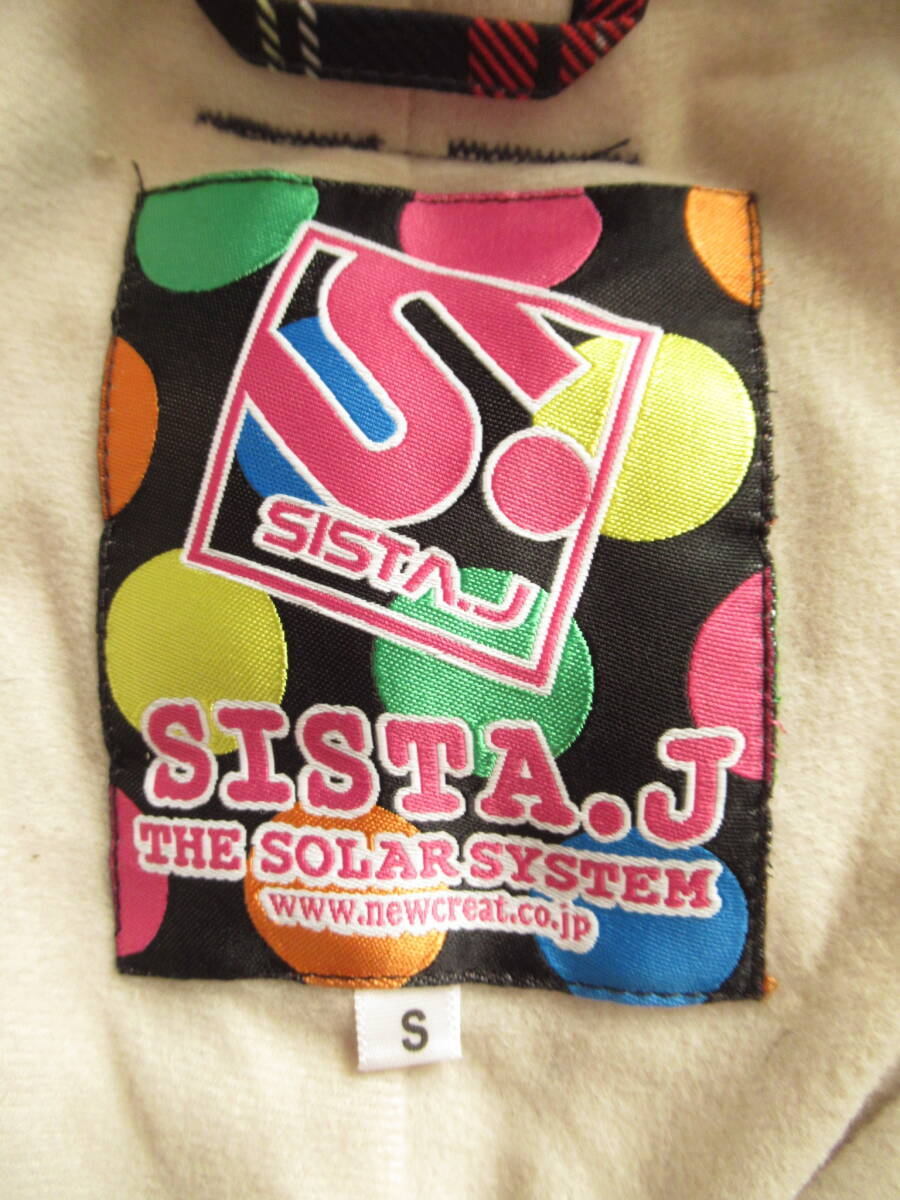 S.
SISTA.J
SISTA.J
THE SOLAR SYSTEM
www.newcreat.co.jp
S